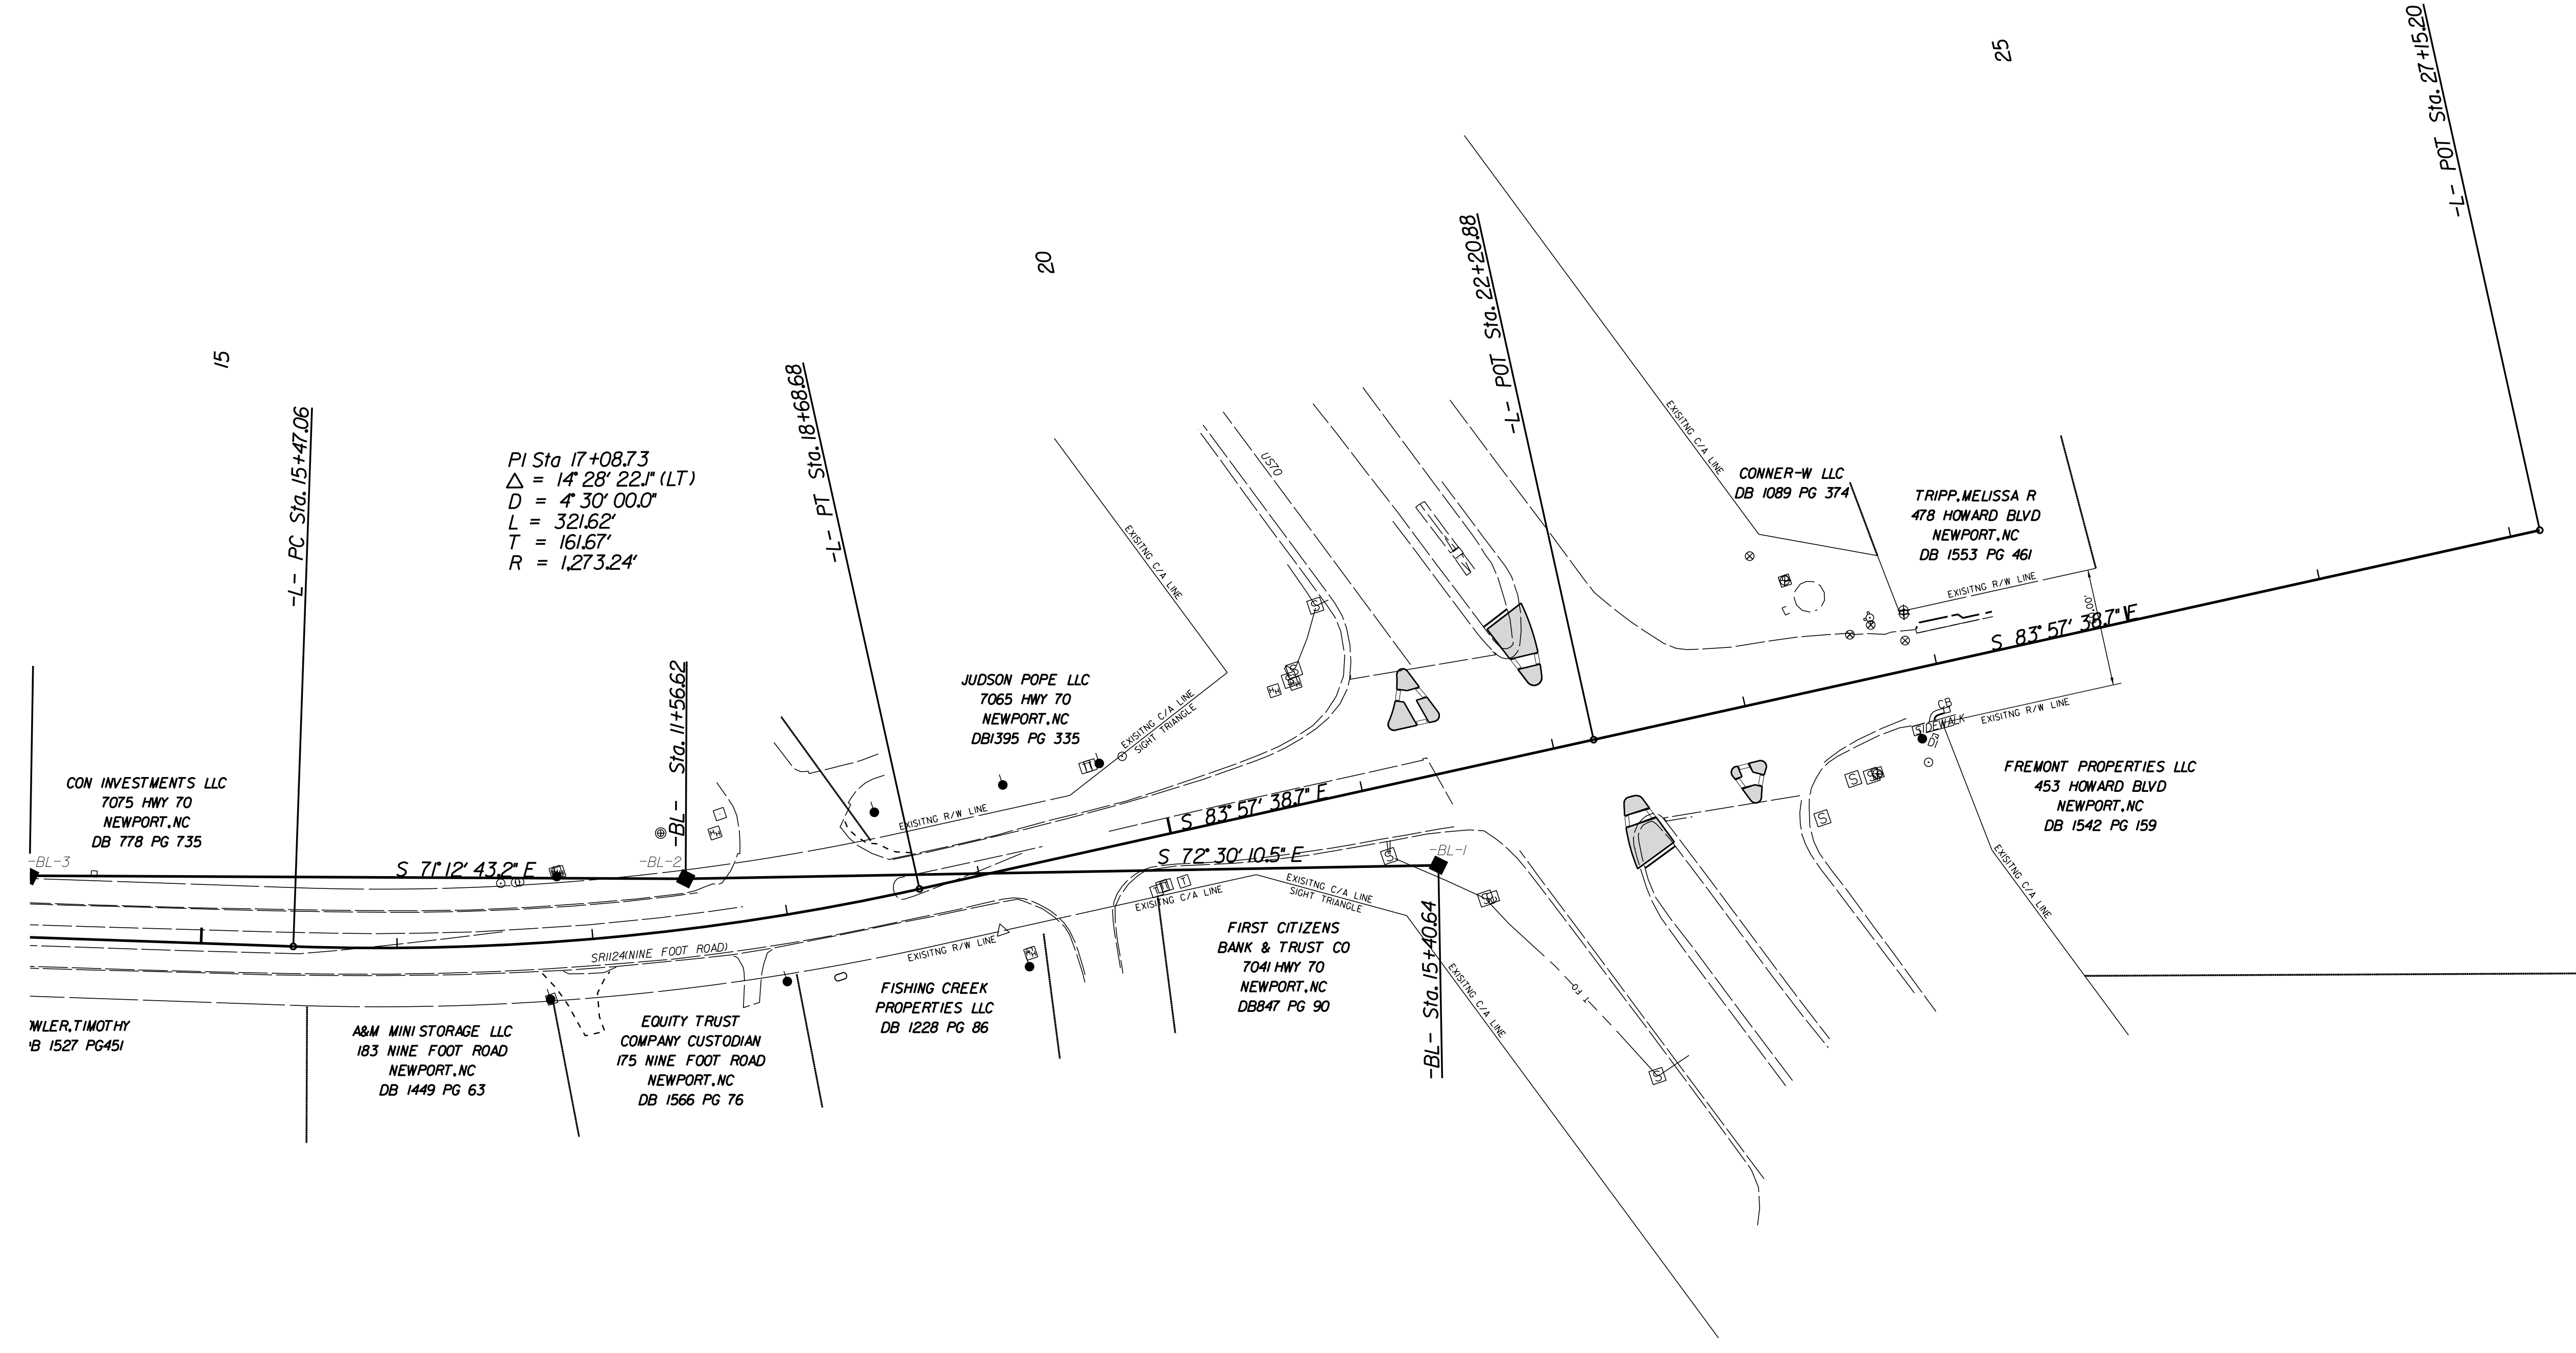 15
20
25
-L- PC Sta. 15+47.06
-L- PT Sta. 18+68.68
-L- POT Sta. 22+20.88
-L- POT Sta. 27+15.20
PI Sta 17+08.73
△ = 14° 28' 22.1" (LT)
D = 4° 30' 00.0"
L = 321.62'
T = 161.67'
R = 1,273.24'
-BL- Sta. 11+56.62
US70
EXISITNG C/A LINE
EXISITNG C/A LINE
CONNER-W LLC
DB 1089 PG 374
TRIPP, MELISSA R
478 HOWARD BLVD
NEWPORT, NC
DB 1553 PG 461
EXISITNG R/W LINE
S 83° 57' 38.7" E
JUDSON POPE LLC
7065 HWY 70
NEWPORT, NC
DB1395 PG 335
EXISITNG C/A LINE
SIGHT TRIANGLE
EXISITNG R/W LINE
CB
SIDEWALK
DI
EXISITNG R/W LINE
FREMONT PROPERTIES LLC
453 HOWARD BLVD
NEWPORT, NC
DB 1542 PG 159
EXISITNG C/A LINE
CON INVESTMENTS LLC
7075 HWY 70
NEWPORT, NC
DB 778 PG 735
-BL-3
S 71° 12' 43.2" E
-BL-2
S 83° 57' 38.7" E
S 72° 30' 10.5" E
-BL-1
EXISITNG C/A LINE
EXISITNG C/A LINE
SIGHT TRIANGLE
-BL- Sta. 15+40.64
EXISITNG C/A LINE
T FO
SR1124(NINE FOOT ROAD)
EXISITNG R/W LINE
FIRST CITIZENS
BANK & TRUST CO
7041 HWY 70
NEWPORT, NC
DB847 PG 90
FISHING CREEK
PROPERTIES LLC
DB 1228 PG 86
EQUITY TRUST
COMPANY CUSTODIAN
175 NINE FOOT ROAD
NEWPORT, NC
DB 1566 PG 76
A&M MINI STORAGE LLC
183 NINE FOOT ROAD
NEWPORT, NC
DB 1449 PG 63
WLER, TIMOTHY
B 1527 PG451